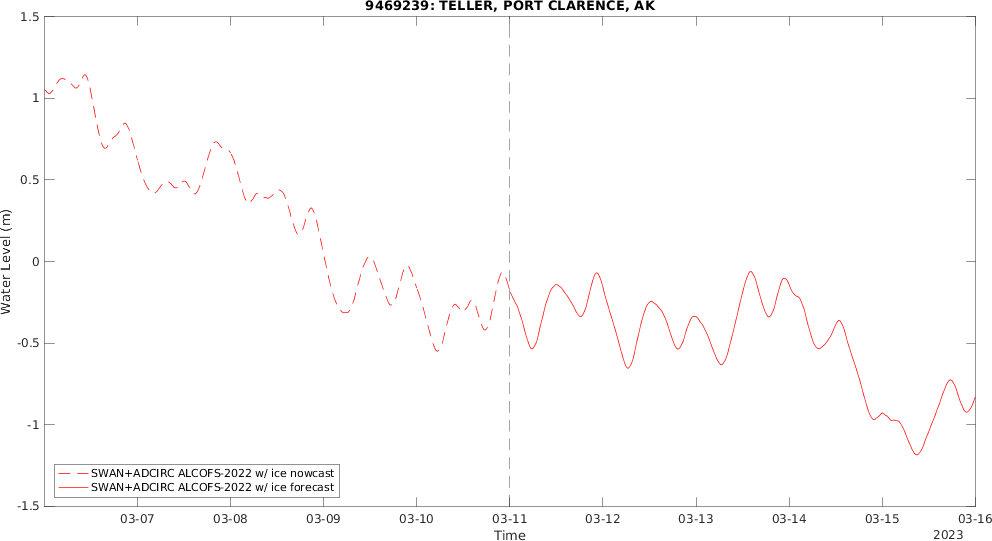 9469239: TELLER, PORT CLARENCE, AK
1.5
1
0.5
0
-0.5
-1
-1.5
Water Level (m)
SWAN+ADCIRC ALCOFS-2022 w/ ice nowcast
SWAN+ADCIRC ALCOFS-2022 w/ ice forecast
03-07 03-08 03-09 03-10 03-11 03-12 03-13 03-14 03-15 03-16
Time
2023